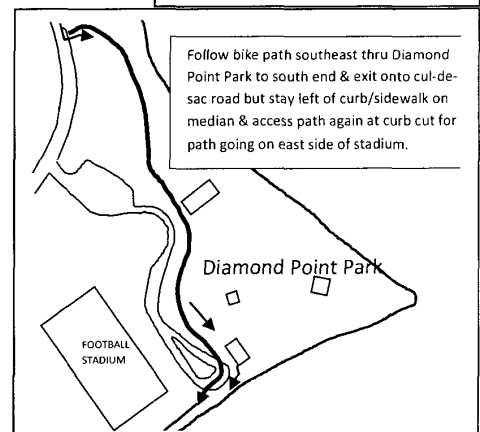 Follow bike path southeast thru Diamond
Point Park to south end & exit onto cul-de-
sac road but stay left of curb/sidewalk on
median & access path again at curb cut for
path going on east side of stadium.
Diamond Point Park
FOOTBALL
STADIUM